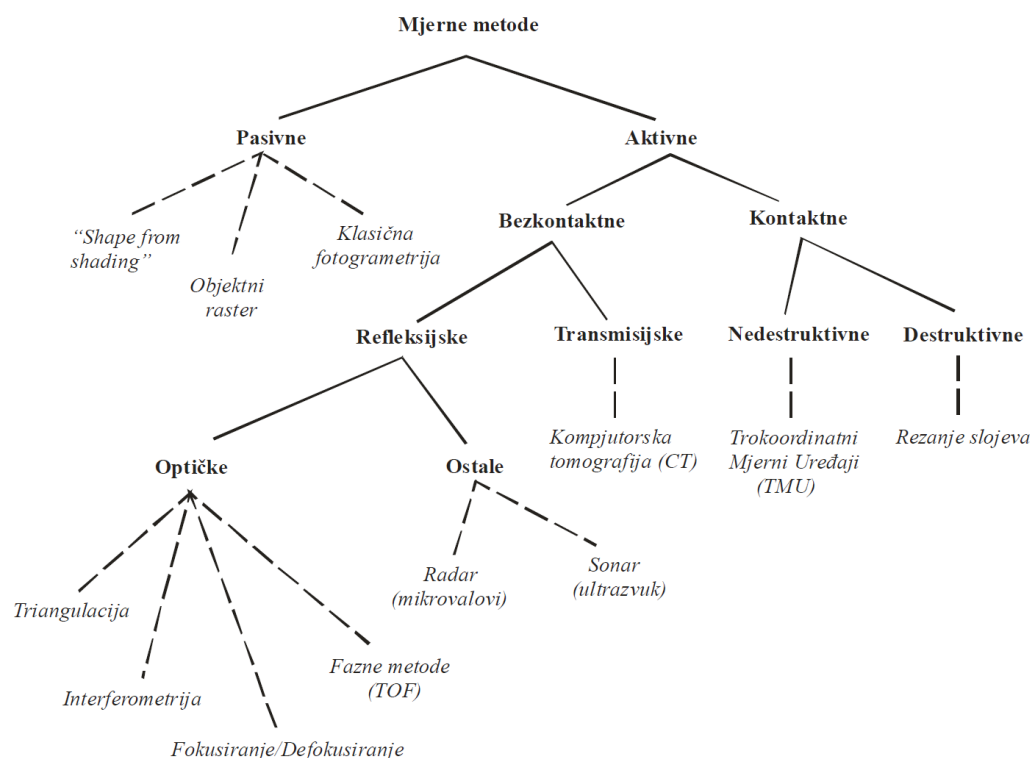 Mjerne metode
Pasivne
Aktivne
“Shape from
shading”
Objektni
raster
Klasična
fotogrametrija
Bezkontaktne
Kontaktne
Refleksijske
Transmisijske
Nedestruktivne
Destruktivne
Kompjutorska
tomografija (CT)
Trokoordinatni
Mjerni Uređaji
(TMU)
Rezanje slojeva
Optičke
Ostale
Radar
(mikrovalovi)
Sonar
(ultrazvuk)
Triangulacija
Interferometrija
Fokusiranje/Defokusiranje
Fazne metode
(TOF)